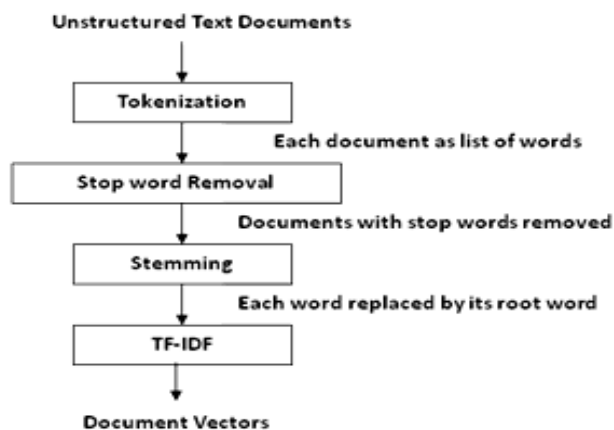 Unstructured Text Documents
Tokenization
Each document as list of words
Stop word Removal
Documents with stop words removed
Stemming
Each word replaced by its root word
TF-IDF
Document Vectors